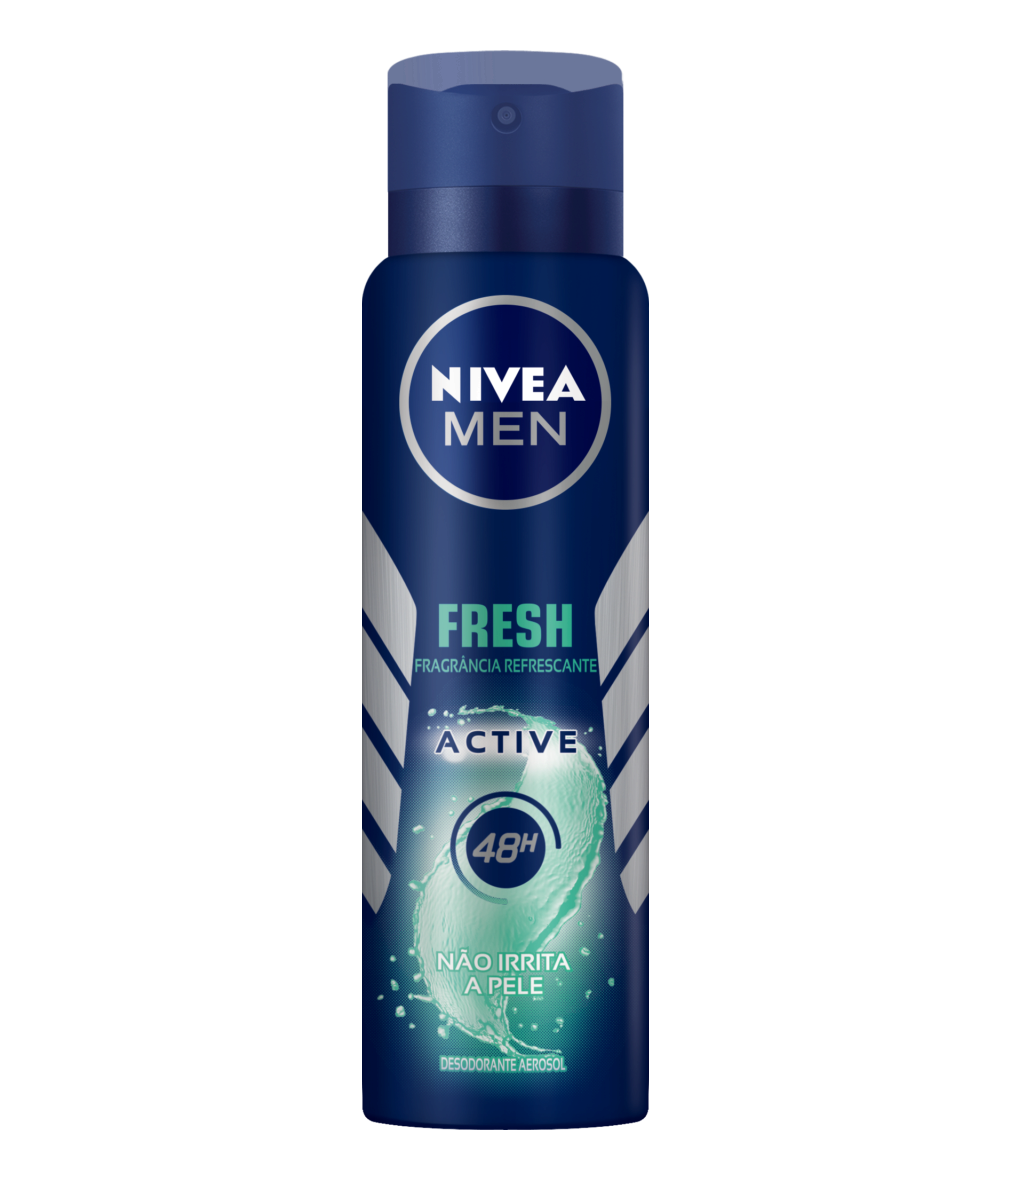 NIVEA
MEN
FRESH
FRAGRÂNCIA REFRESCANTE
ACTIVE
48H
NÃO IRRITA
A PELE
DESODORANTE AEROSOL